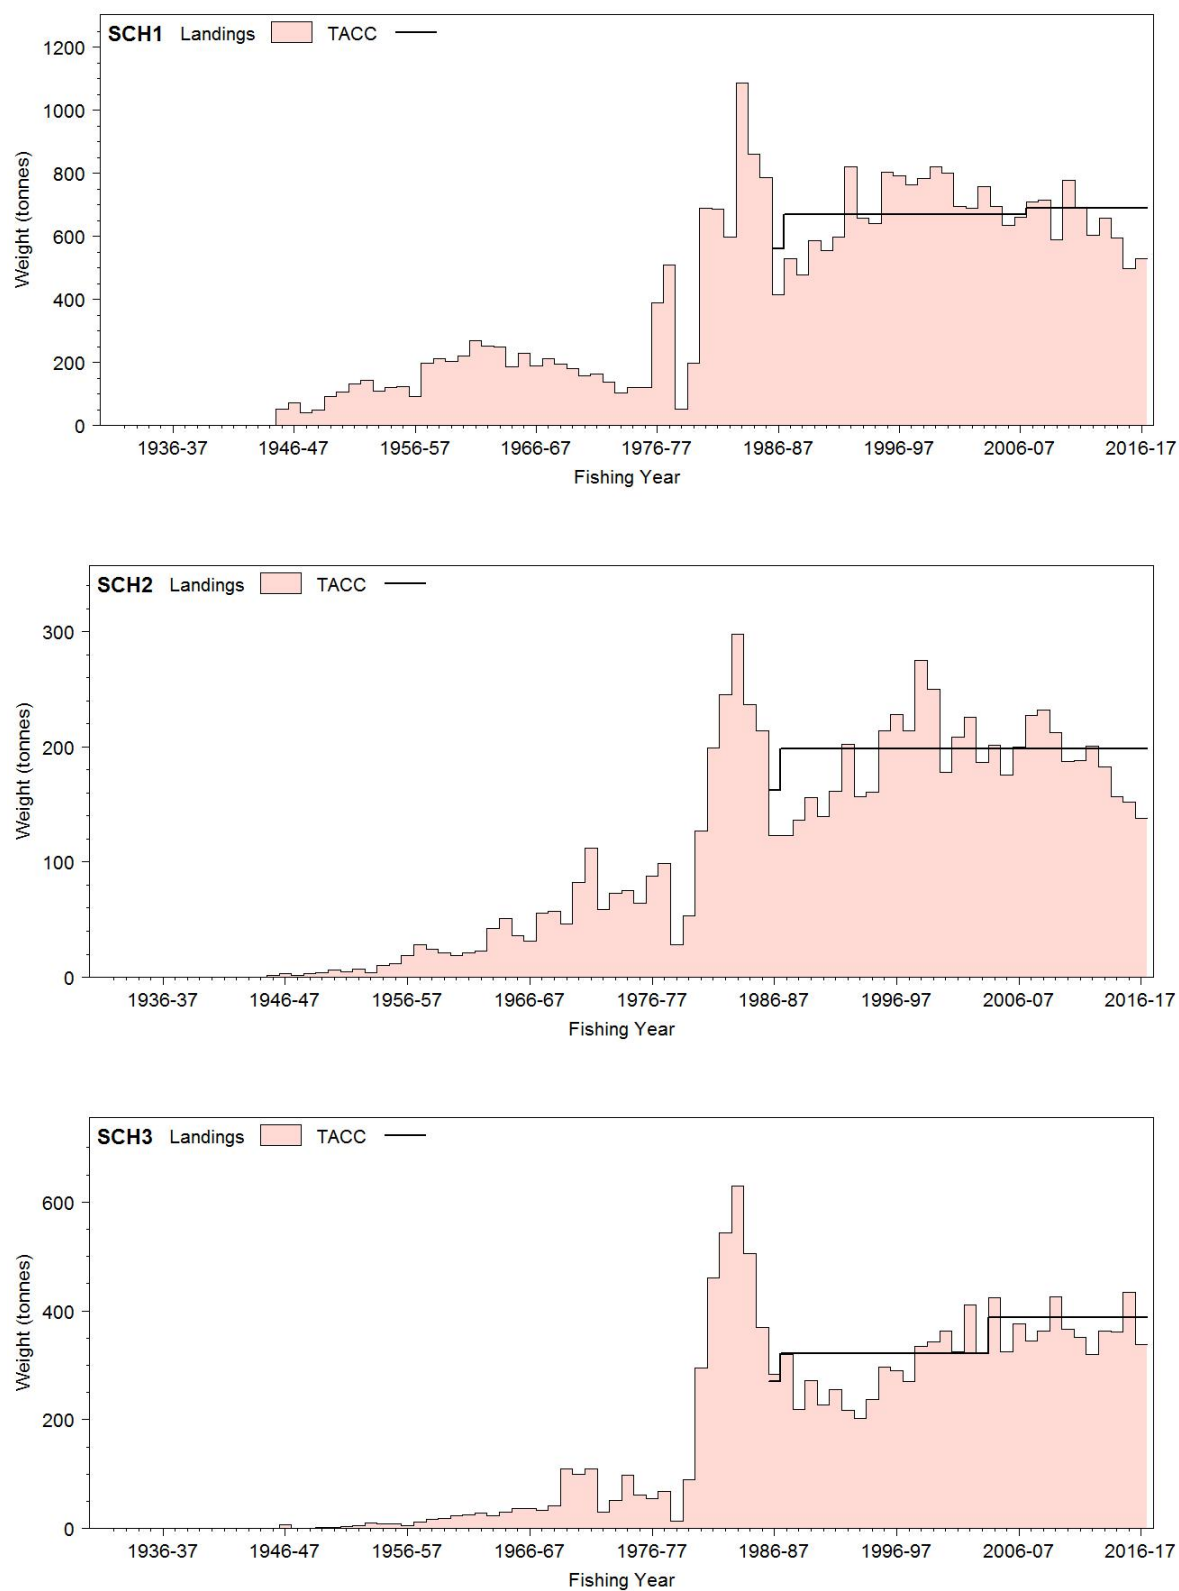 SCH1 Landings TACC
1200
1000
800
600
400
200
0
Weight (tonnes)
1936-37 1946-47 1956-57 1966-67 1976-77 1986-87 1996-97 2006-07 2016-17
Fishing Year
SCH2 Landings TACC
300
200
100
0
Weight (tonnes)
1936-37 1946-47 1956-57 1966-67 1976-77 1986-87 1996-97 2006-07 2016-17
Fishing Year
SCH3 Landings TACC
600
400
200
0
Weight (tonnes)
1936-37 1946-47 1956-57 1966-67 1976-77 1986-87 1996-97 2006-07 2016-17
Fishing Year